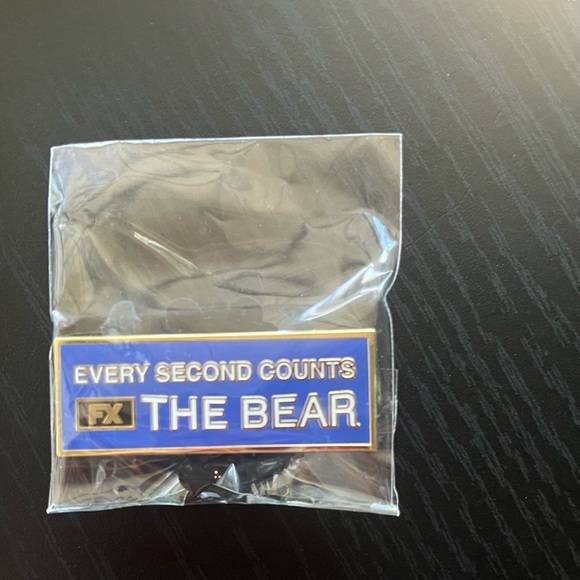 EVERY SECOND COUNTS
FX THE BEAR.